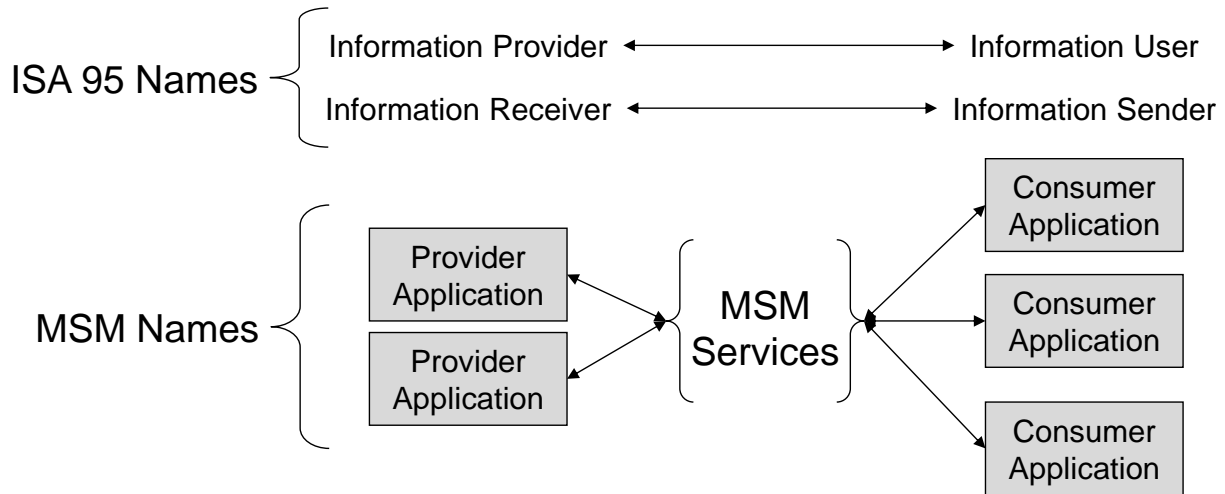 ISA 95 Names
Information Provider
Information User
Information Receiver
Information Sender
MSM Names
Provider
Application
Provider
Application
MSM
Services
Consumer
Application
Consumer
Application
Consumer
Application